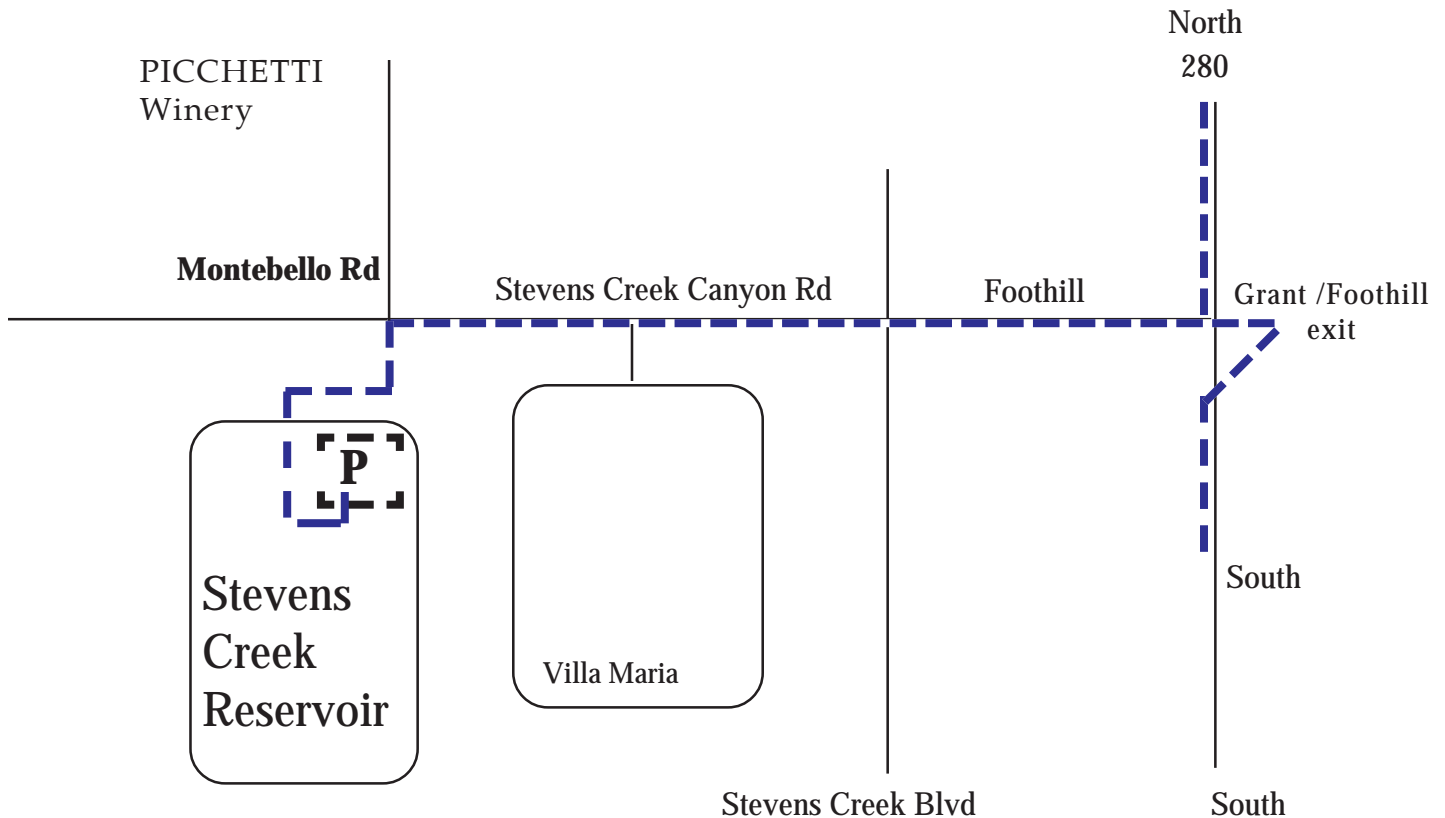 North
280
PICCHETTI
Winery
Montebello Rd
Stevens Creek Canyon Rd
Foothill
Grant /Foothill
exit
P
Stevens
Creek
Reservoir
Villa Maria
South
Stevens Creek Blvd
South